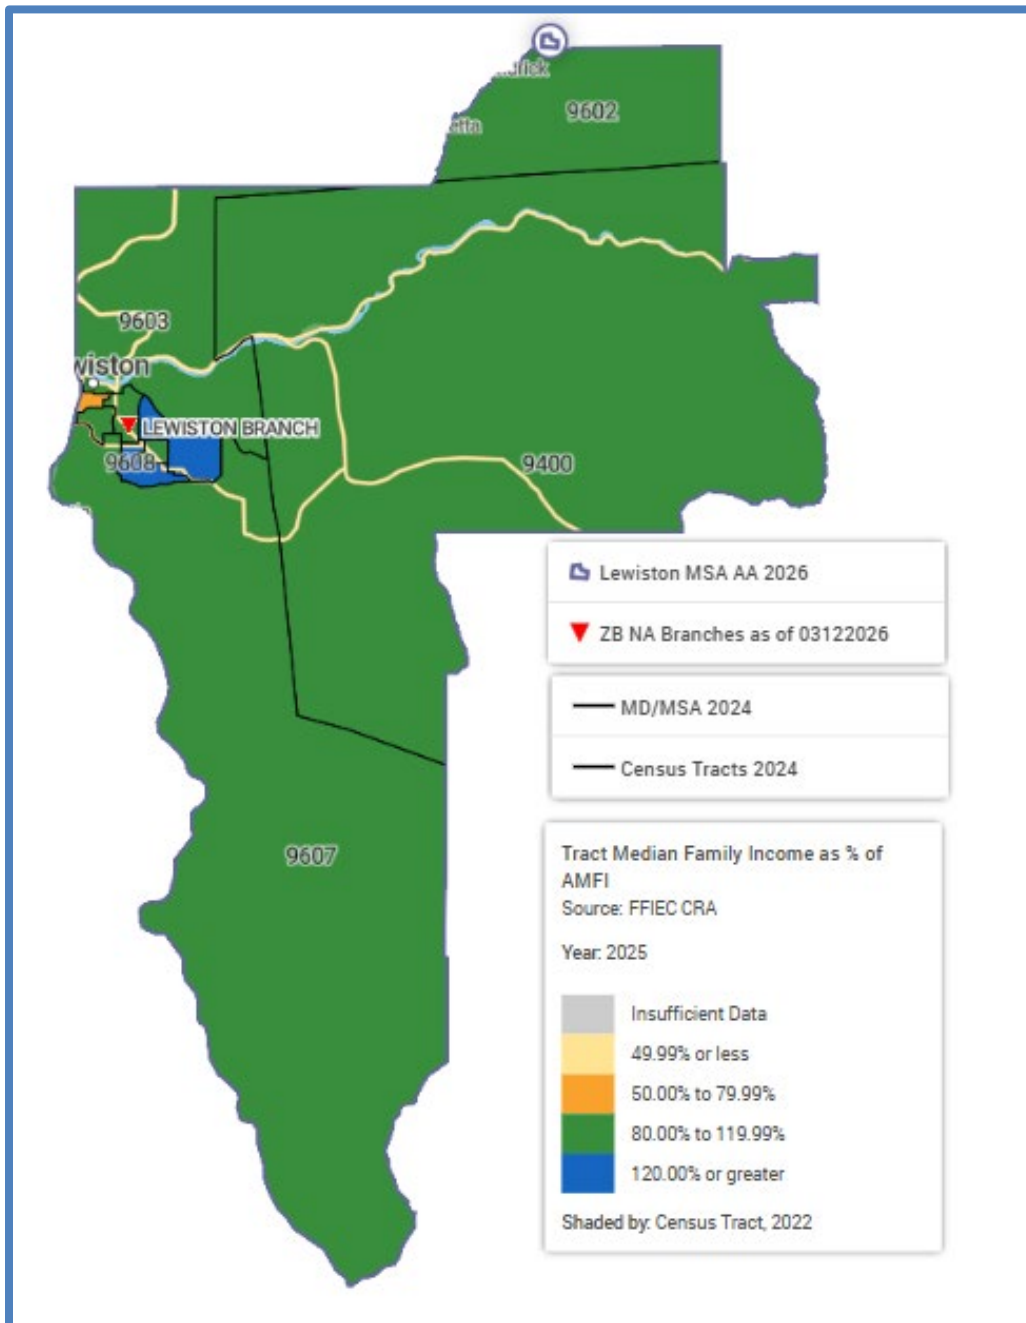 9602
9603
wiston
LEWISTON BRANCH
9608
9400
9607
Lewiston MSA AA 2026
ZB NA Branches as of 03122026
MD/MSA 2024
Census Tracts 2024
Tract Median Family Income as % of
AMFI
Source: FFIEC CRA
Year: 2025
Insufficient Data
49.99% or less
50.00% to 79.99%
80.00% to 119.99%
120.00% or greater
Shaded by: Census Tract, 2022